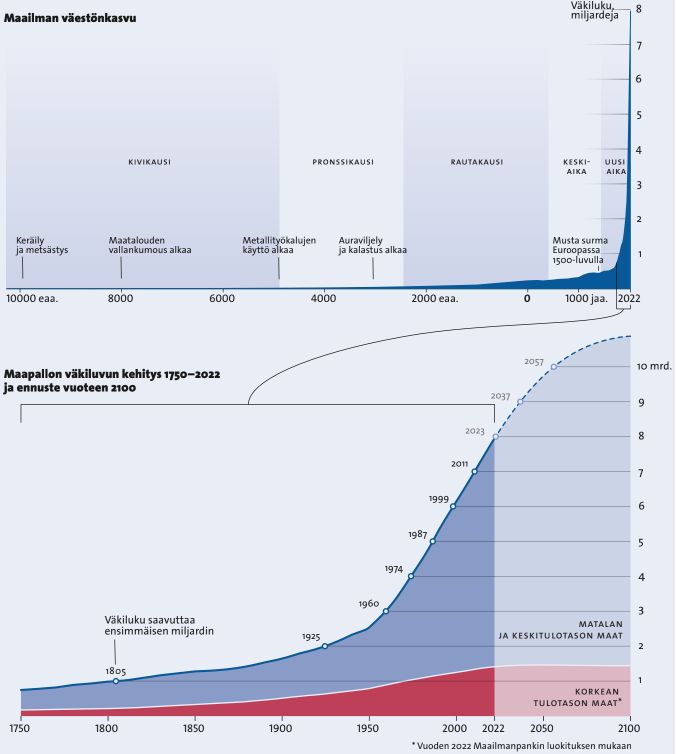 Maailman väestönkasvu
Väkiluku,
miljardeja
8
7
6
5
4
3
2
1
KIVIKAUSI
PRONSSIKAUSI
RAUTAKAUSI
KESKI-
AIKA
UUSI
AIKA
Keräily
ja metsästys
Maatalouden
vallankumous alkaa
Metallityökalujen
käyttö alkaa
Auraviljely
ja kalastus alkaa
Musta surma
Euroopassa
1500-luvulla
10000 eaa.
8000
6000
4000
2000 eaa.
0
1000 jaa.
2022
Maapallon väkiluvun kehitys 1750–2022
ja ennuste vuoteen 2100
10 mrd.
9
8
7
6
5
4
3
2
1
2057
2037
2023
2011
1999
1987
1974
1960
1925
Väkiluku saavuttaa
ensimmäisen miljardin
1805
MATALAN
JA KESKITULOTASON MAAT
KORKEAN
TULOTASON MAAT*
1750
1800
1850
1900
1950
2000
2022
2050
2100
* Vuoden 2022 Maailmanpankin luokituksen mukaan